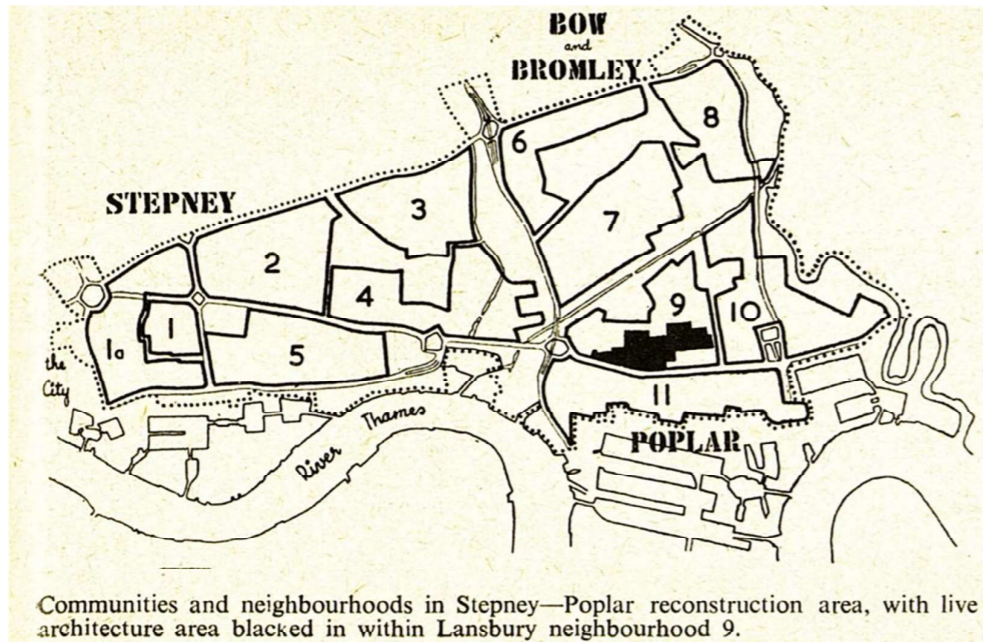 BOW
and
BROMLEY
8
6
STEPNEY
3
7
2
4
9
10
1
1a
5
the
City
11
River Thames
POPLAR
Communities and neighbourhoods in Stepney—Poplar reconstruction area, with live
architecture area blacked in within Lansbury neighbourhood 9.